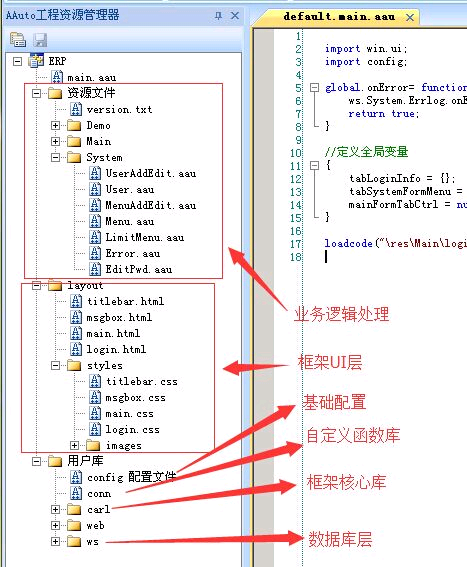 AAuto工程资源管理器
default.main.aau
ERP
main.aau
资源文件
version.txt
Demo
Main
System
UserAddEdit.aau
User.aau
MenuAddEdit.aau
Menu.aau
LimitMenu.aau
Error.aau
EditPwd.aau
layout
titlebar.html
msgbox.html
main.html
login.html
styles
titlebar.css
msgbox.css
main.css
login.css
images
用户库
config 配置文件
conn
carl
web
ws
1
2 import win.ui;
3 import config;
4
5 global.onError= function
6 ws.System.Errlog.onE
7 return true;
8 }
9
10 //定义全局变量
11 {
12 tabLoginInfo = {};
13 tabSystemFormMenu =
14 mainFormTabCtrl = nu
15 }
16
17 loadcode("\res\Main\logi
18
业务逻辑处理
框架UI层
基础配置
自定义函数库
框架核心库
数据库层